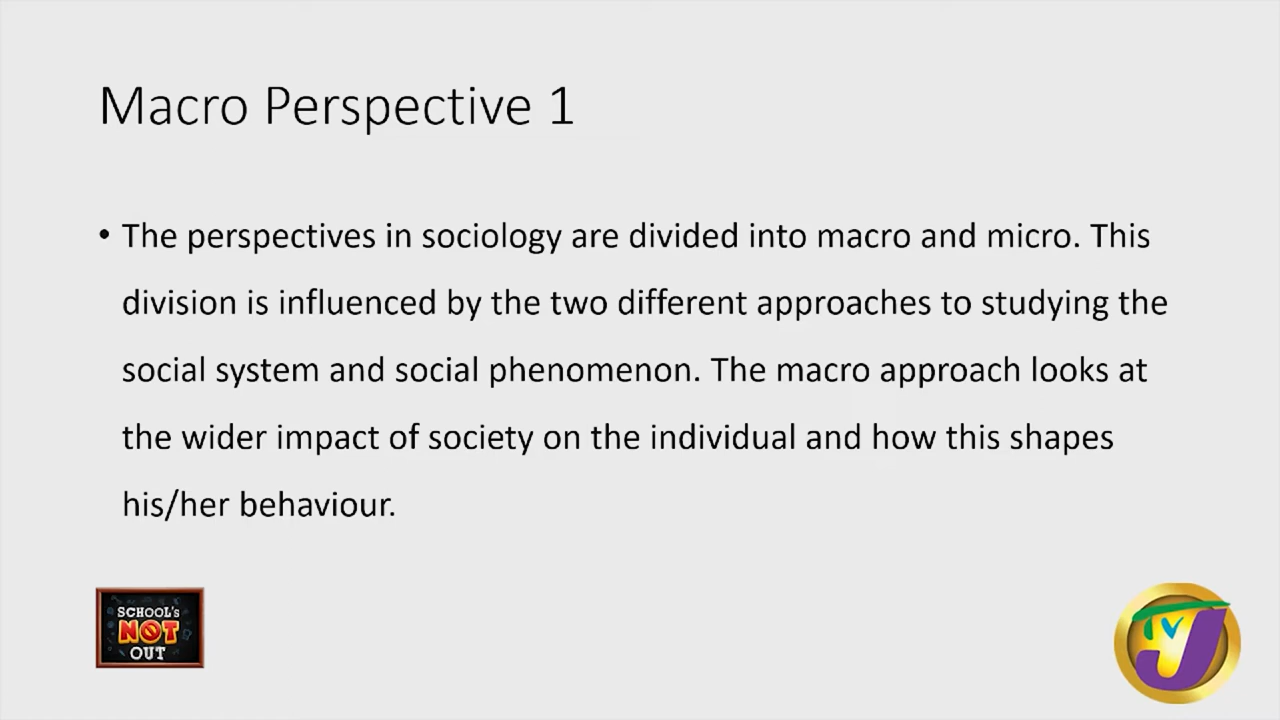 Macro Perspective 1
• The perspectives in sociology are divided into macro and micro. This
division is influenced by the two different approaches to studying the
social system and social phenomenon. The macro approach looks at
the wider impact of society on the individual and how this shapes
his/her behaviour.
SCHOOL's
NOT
OUT
TVJ